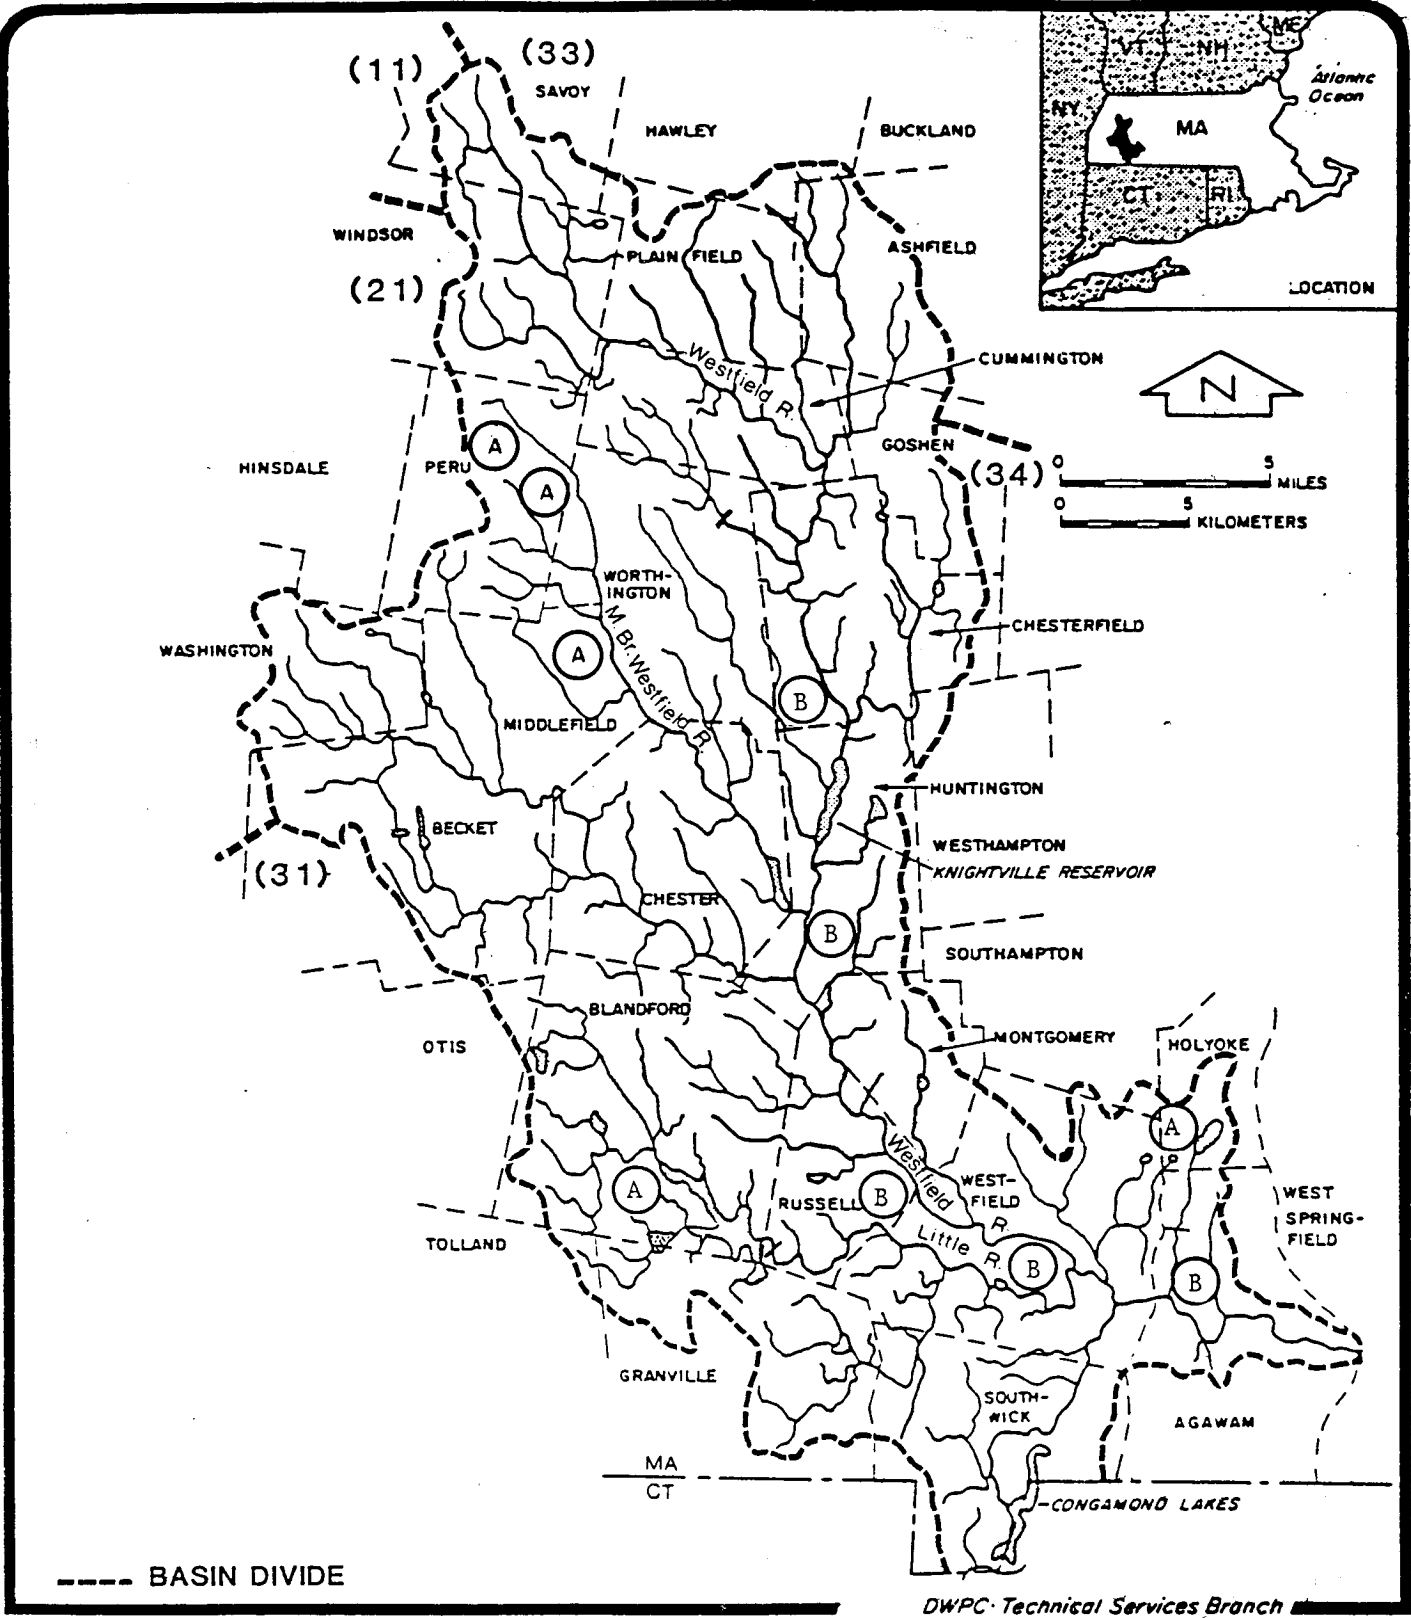 (33)
(11)
SAVOY
HAWLEY
BUCKLAND
VT
NH
ME
Atlantic
Ocean
NY
MA
CT
RI
LOCATION
WINDSOR
(21)
PLAINFIELD
ASHFIELD
Westfield R.
CUMMINGTON
N
GOSHEN
(34)
0 5
MILES
0 5
KILOMETERS
HINSDALE
PERU
A
A
WORTH-
INGTON
M. Br. Westfield R.
CHESTERFIELD
WASHINGTON
A
B
MIDDLEFIELD
HUNTINGTON
BECKET
WESTHAMPTON
KNIGHTVILLE RESERVOIR
(31)
CHESTER
B
SOUTHAMPTON
BLANDFORD
OTIS
MONTGOMERY
HOLYOKE
A
Westfield R.
A
RUSSELL
B
WEST-
FIELD
WEST
SPRING-
FIELD
TOLLAND
Little R.
B
B
GRANVILLE
SOUTH-
WICK
AGAWAM
MA
CT
CONGAMOND LAKES
BASIN DIVIDE
DWPC· Technical Services Branch